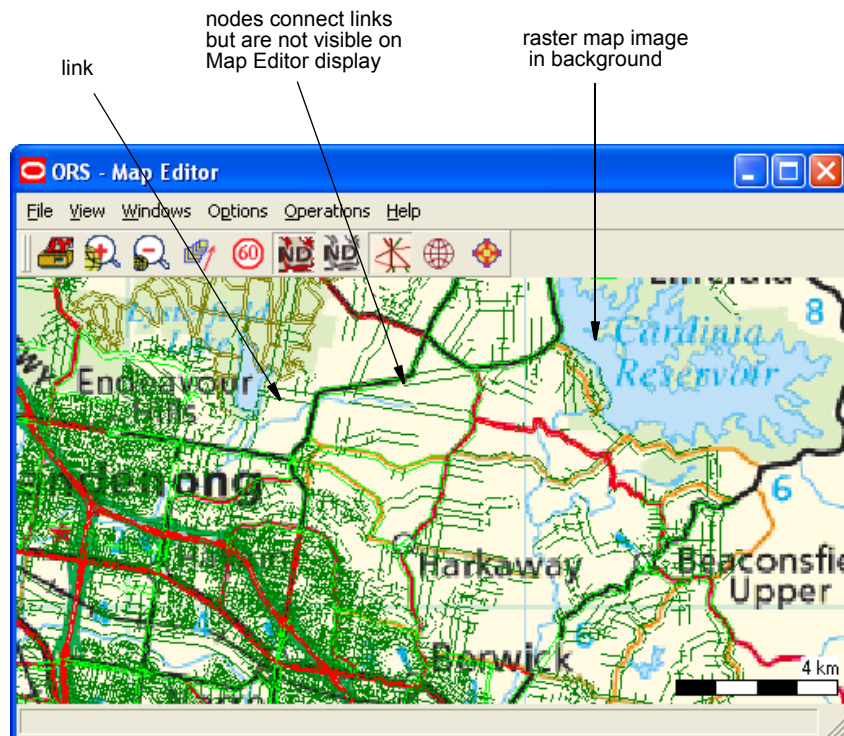 nodes connect links
but are not visible on
Map Editor display
raster map image
in background
link
ORS - Map Editor
File View Windows Options Operations Help
60 ND ND
8
Cardinia
Reservoir
Lake
Endeavour
Hills
6
Harkaway
Beaconsfie
Upper
6
Berwick
4 km